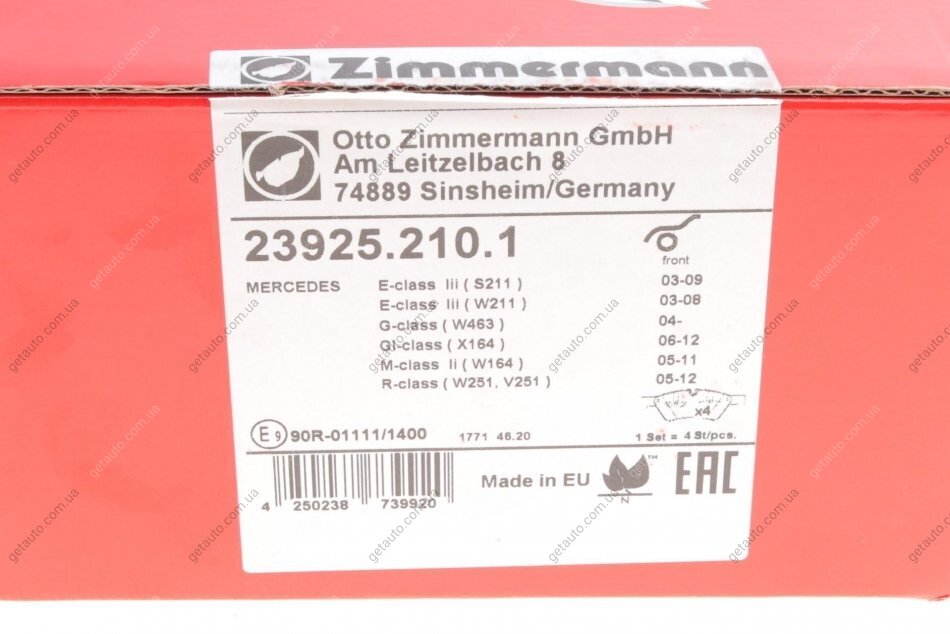 Zimmermann
Otto Zimmermann GmbH
Am Leitzelbach 8
74889 Sinsheim/Germany
23925.210.1
front
MERCEDES E-class Iii ( S211 ) 03-09
E-class Iii ( W211 ) 03-08
G-class ( W463 ) 04-
Gl-class ( X164 ) 06-12
M-class Ii ( W164 ) 05-11
R-class ( W251, V251 ) 05-12
x4
E9 90R-01111/1400 1771 46.20 1 Set = 4 St/pcs.
Made in EU ™ EAC
4 250238 739920
getauto.com.ua